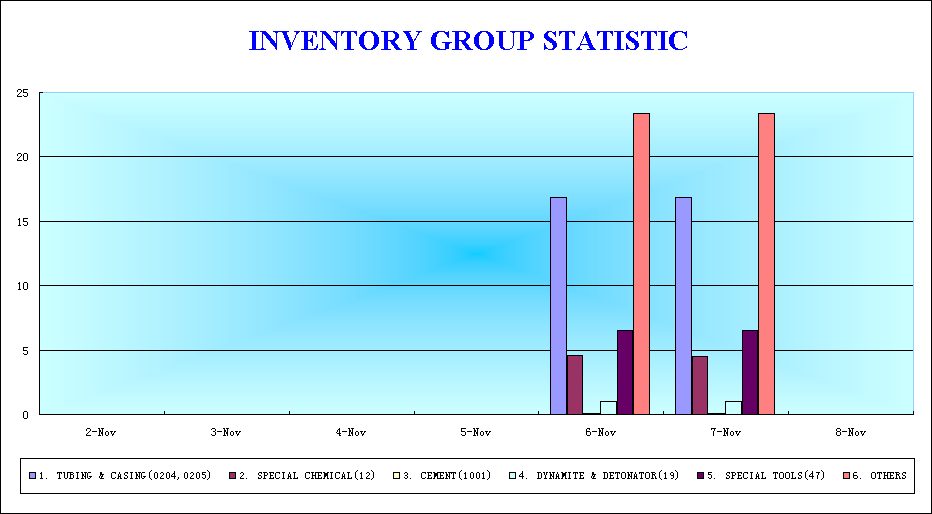 INVENTORY GROUP STATISTIC
25
20
15
10
5
0
2-Nov 3-Nov 4-Nov 5-Nov 6-Nov 7-Nov 8-Nov
1. TUBING & CASING(0204,0205) 2. SPECIAL CHEMICAL(12) 3. CEMENT(1001) 4. DYNAMITE & DETONATOR(19) 5. SPECIAL TOOLS(47) 6. OTHERS